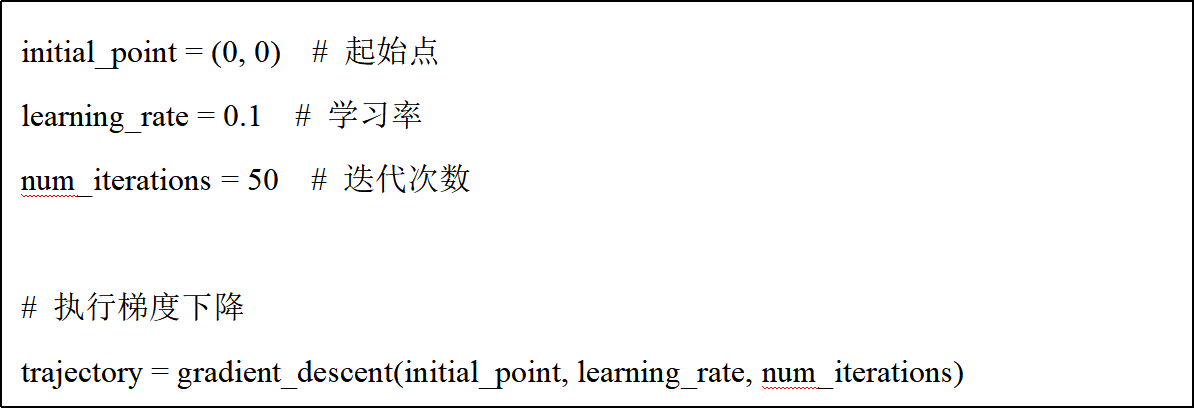 initial_point = (0, 0)    # 起始点
learning_rate = 0.1    # 学习率
num_iterations = 50    # 迭代次数
# 执行梯度下降
trajectory = gradient_descent(initial_point, learning_rate, num_iterations)